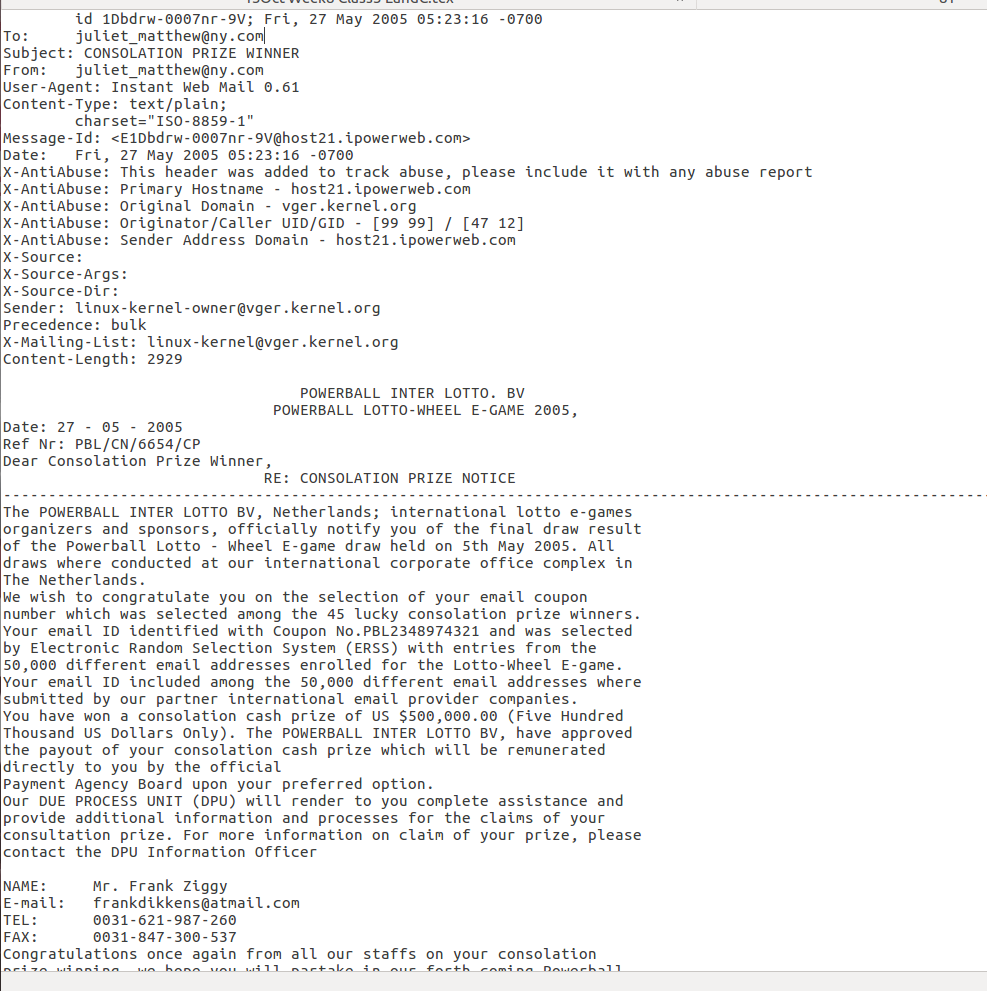 id 1Dbdrw-0007nr-9V; Fri, 27 May 2005 05:23:16 -0700
To:     juliet_matthew@ny.com
Subject: CONSOLATION PRIZE WINNER
From:   juliet_matthew@ny.com
User-Agent: Instant Web Mail 0.61
Content-Type: text/plain;
        charset="ISO-8859-1"
Message-Id: <E1Dbdrw-0007nr-9V@host21.ipowerweb.com>
Date:   Fri, 27 May 2005 05:23:16 -0700
X-AntiAbuse: This header was added to track abuse, please include it with any abuse report
X-AntiAbuse: Primary Hostname - host21.ipowerweb.com
X-AntiAbuse: Original Domain - vger.kernel.org
X-AntiAbuse: Originator/Caller UID/GID - [99 99] / [47 12]
X-AntiAbuse: Sender Address Domain - host21.ipowerweb.com
X-Source:
X-Source-Args:
X-Source-Dir:
Sender: linux-kernel-owner@vger.kernel.org
Precedence: bulk
X-Mailing-List: linux-kernel@vger.kernel.org
Content-Length: 2929

                                 POWERBALL INTER LOTTO. BV
                              POWERBALL LOTTO-WHEEL E-GAME 2005,
Date: 27 - 05 - 2005
Ref Nr: PBL/CN/6654/CP
Dear Consolation Prize Winner,
                             RE: CONSOLATION PRIZE NOTICE
--------------------------------------------------------------------------------------------------------------
The POWERBALL INTER LOTTO BV, Netherlands; international lotto e-games
organizers and sponsors, officially notify you of the final draw result
of the Powerball Lotto - Wheel E-game draw held on 5th May 2005. All
draws where conducted at our international corporate office complex in
The Netherlands.
We wish to congratulate you on the selection of your email coupon
number which was selected among the 45 lucky consolation prize winners.
Your email ID identified with Coupon No.PBL2348974321 and was selected
by Electronic Random Selection System (ERSS) with entries from the
50,000 different email addresses enrolled for the Lotto-Wheel E-game.
Your email ID included among the 50,000 different email addresses where
submitted by our partner international email provider companies.
You have won a consolation cash prize of US $500,000.00 (Five Hundred
Thousand US Dollars Only). The POWERBALL INTER LOTTO BV, have approved
the payout of your consolation cash prize which will be remunerated
directly to you by the official
Payment Agency Board upon your preferred option.
Our DUE PROCESS UNIT (DPU) will render to you complete assistance and
provide additional information and processes for the claims of your
consultation prize. For more information on claim of your prize, please
contact the DPU Information Officer

NAME:     Mr. Frank Ziggy
E-mail:   frankdikkens@atmail.com
TEL:      0031-621-987-260
FAX:      0031-847-300-537
Congratulations once again from all our staffs on your consolation
prize winning, we hope you will partake in our forth coming Powerball